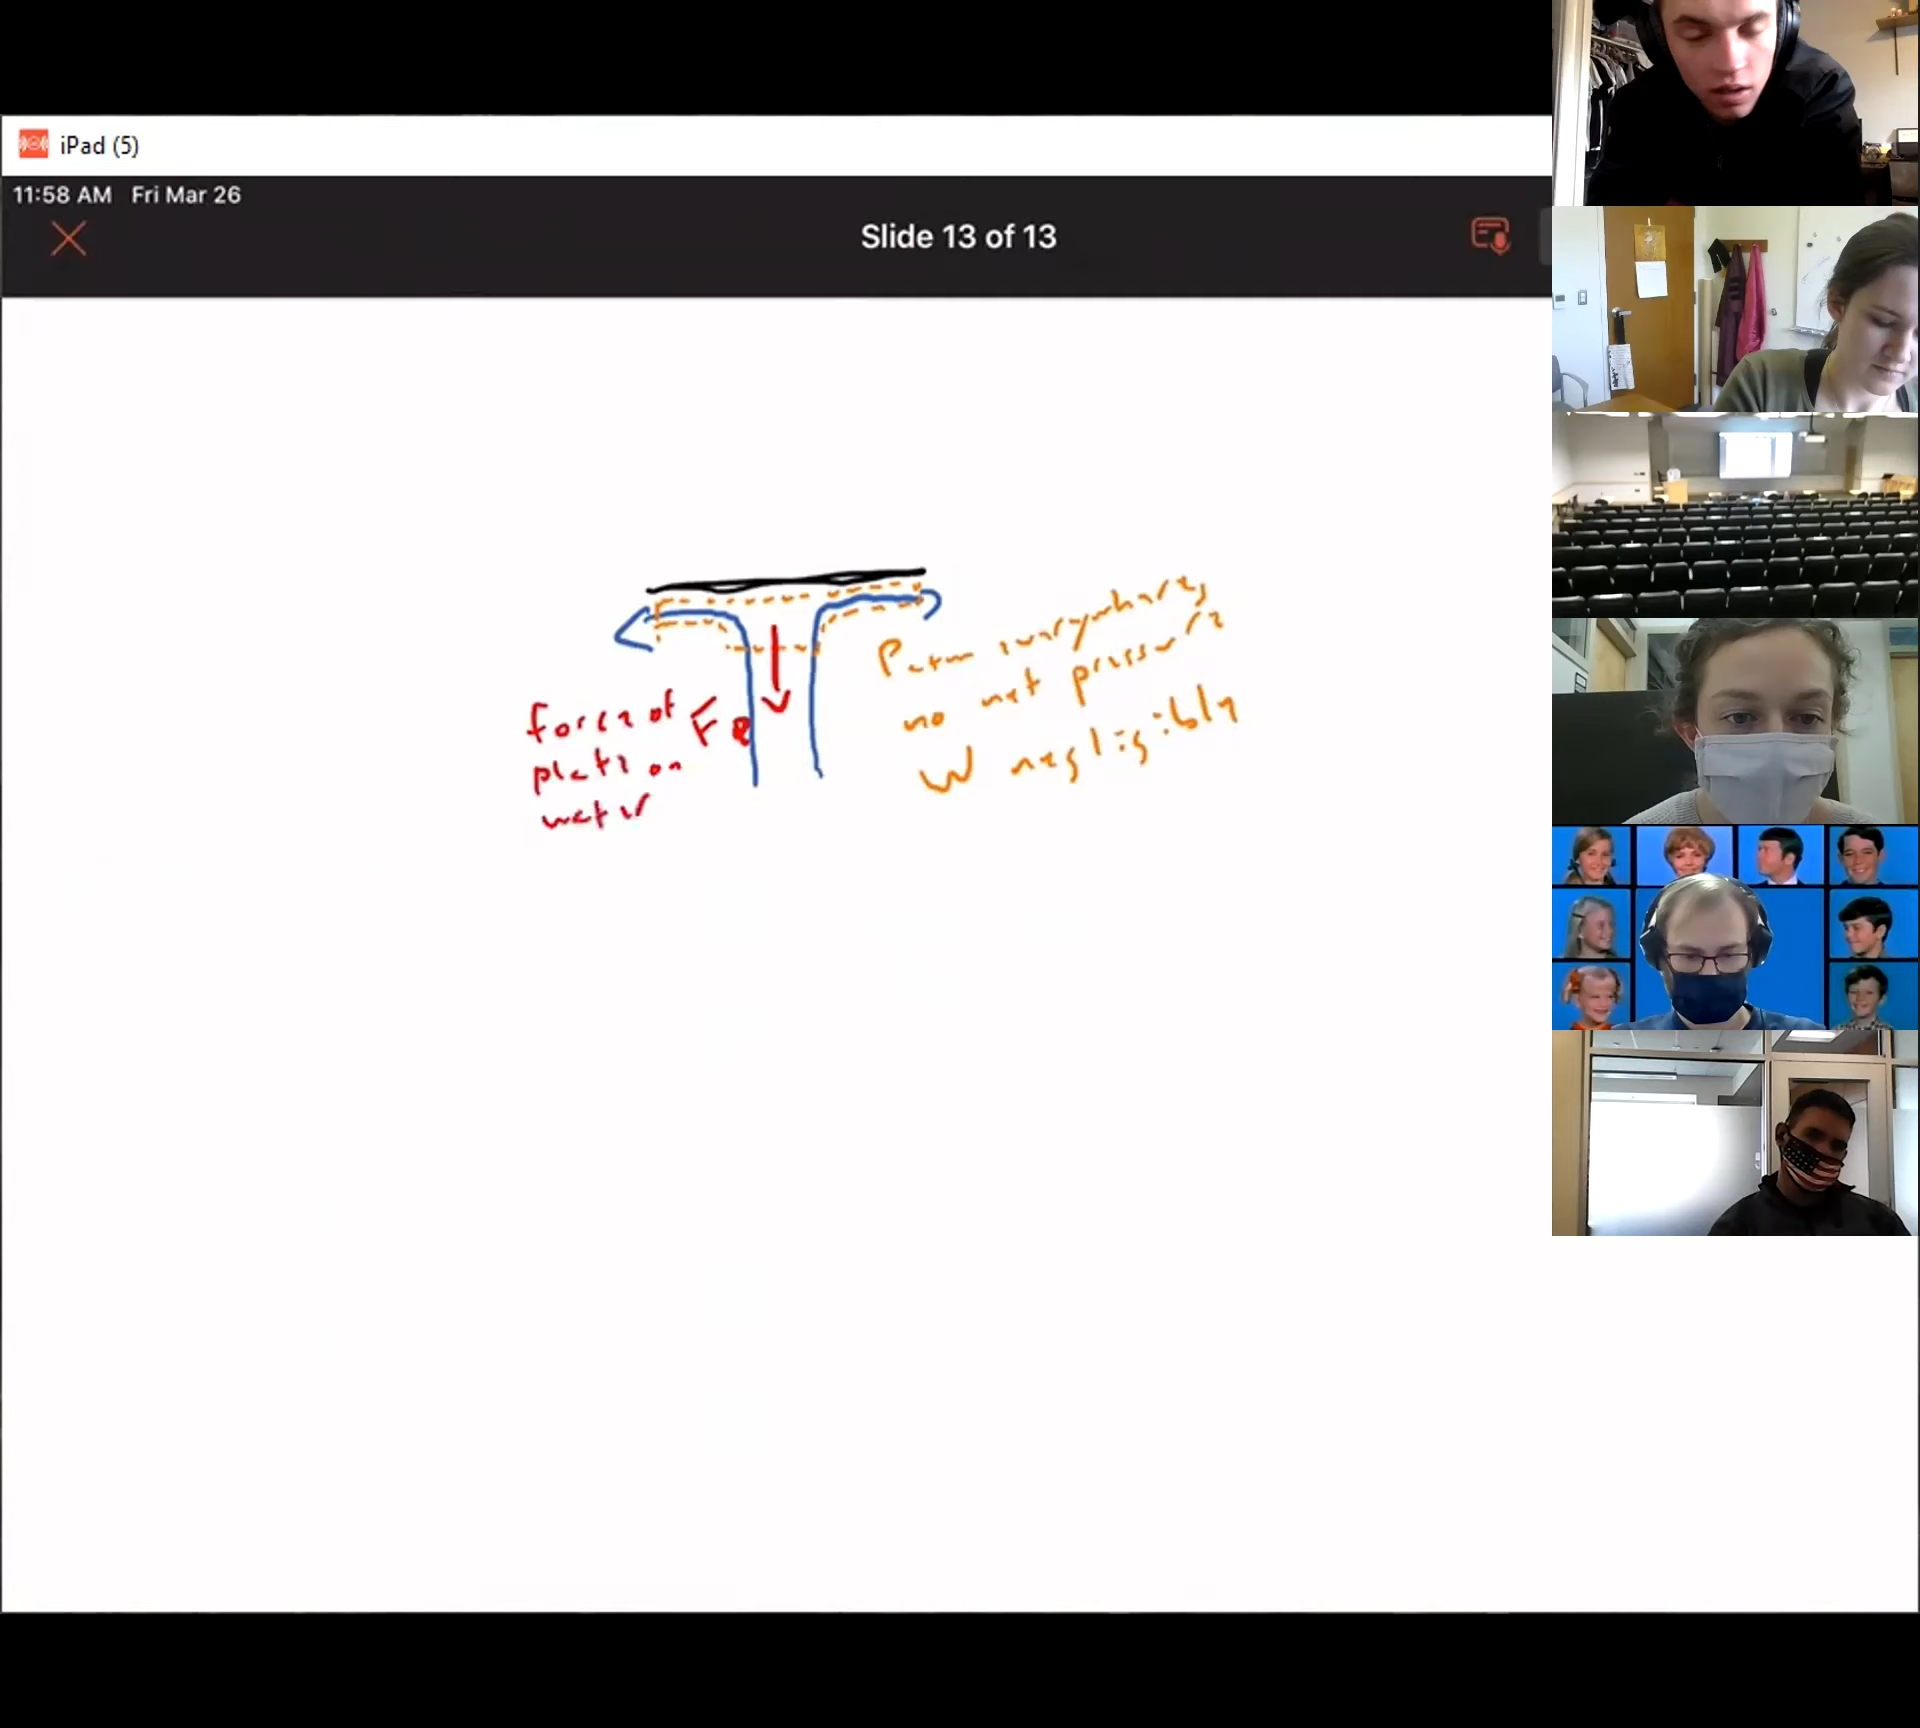 iPad (5)
11:58 AM Fri Mar 26
Slide 13 of 13
Patm everywhere,
no net pressure
W negligible
force of
plate on
water